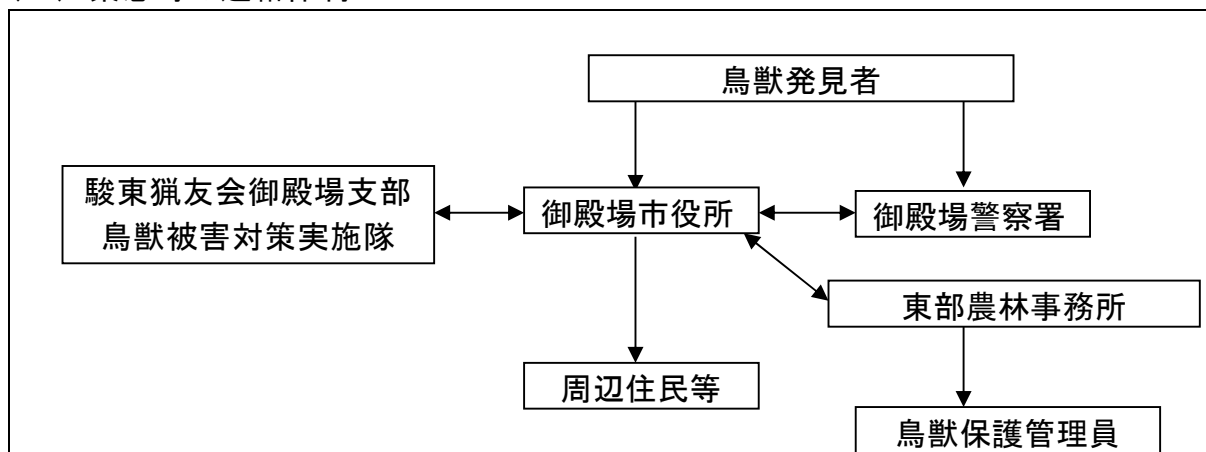 鳥獣発見者
駿東猟友会御殿場支部
鳥獣被害対策実施隊
御殿場市役所
御殿場警察署
東部農林事務所
周辺住民等
鳥獣保護管理員